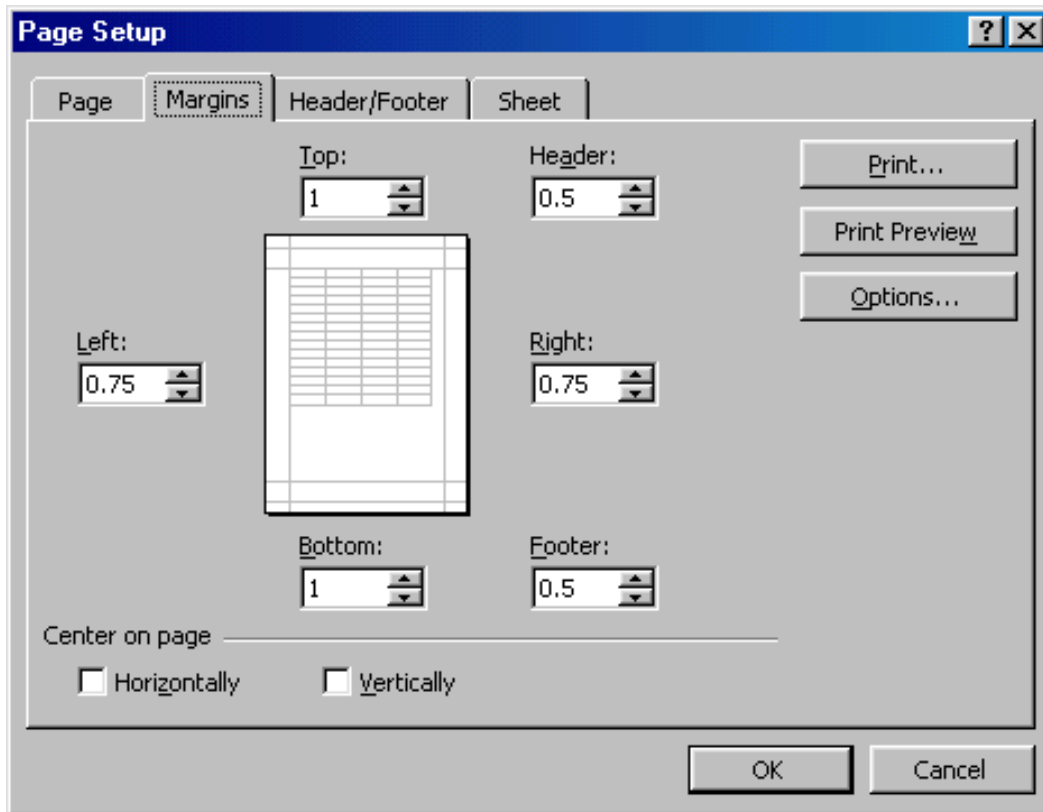 Page Setup
?
Page Margins Header/Footer Sheet
Top: Header:
1 0.5
Print...
Print Preview
Options...
Left: Right:
0.75 0.75
Bottom: Footer:
1 0.5
Center on page
Horizontally Vertically
OK Cancel